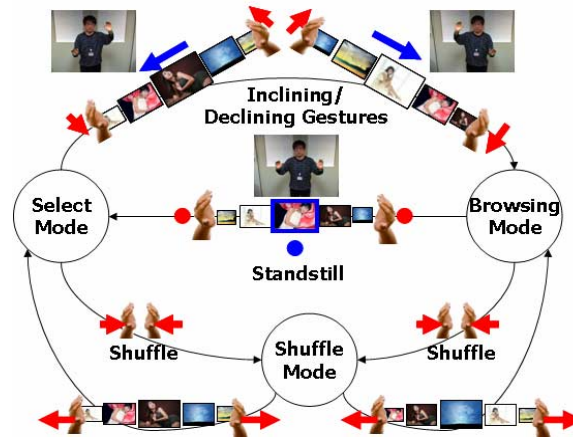 Inclining/
Declining Gestures
Select
Mode
Browsing
Mode
Standstill
Shuffle
Shuffle
Mode
Shuffle